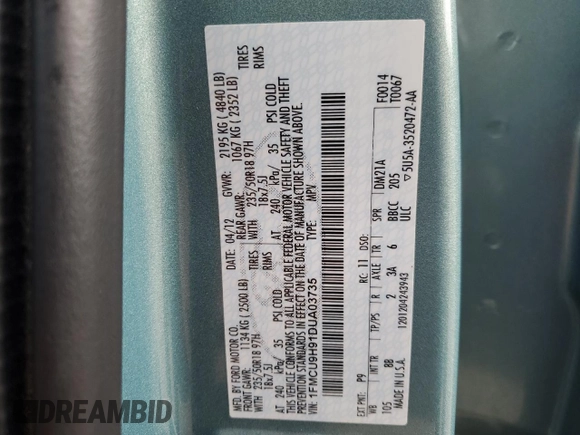 MFD. BY FORD MOTOR CO.
DATE: 04/12 GVWR: 2195 KG ( 4840 LB)
FRONT GAWR: 1134 KG ( 2500 LB) REAR GAWR: 1067 KG ( 2352 LB)
WITH 235/50R18 97H TIRES WITH 235/50R18 97H TIRES
18x7.5J RIMS 18x7.5J RIMS
AT 240 kPa/ 35 PSI COLD AT 240 kPa/ 35 PSI COLD
THIS VEHICLE CONFORMS TO ALL APPLICABLE FEDERAL MOTOR VEHICLE SAFETY AND THEFT
PREVENTION STANDARDS IN EFFECT ON THE DATE OF MANUFACTURE SHOWN ABOVE.
VIN: 1FMCU9H91DUA03735 TYPE: MPV
F0014
T0067
EXT PNT: P9 RC: 11 DSO:
WB INT TR TP/PS R AXLE TR SPR DM21A
105 BB 2 3A 6 BBCC 205
ULC
MADE IN U.S.A. 1201204243943 ▽5U5A-3520472-AA
DREAMBID